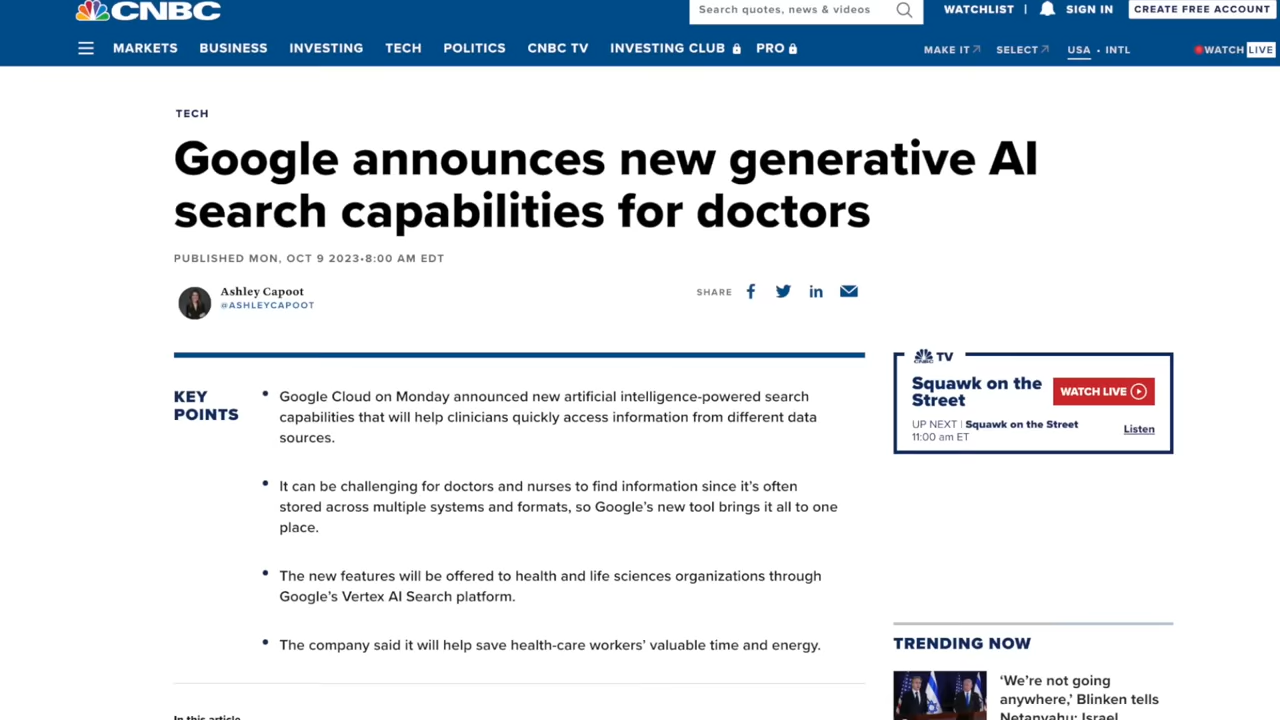 CNBC
Search quotes, news & videos
WATCHLIST |
SIGN IN
CREATE FREE ACCOUNT
MARKETS
BUSINESS
INVESTING
TECH
POLITICS
CNBC TV
INVESTING CLUB
PRO
MAKE IT
SELECT
USA • INTL
WATCH LIVE
TECH
Google announces new generative AI
search capabilities for doctors
PUBLISHED MON, OCT 9 2023•8:00 AM EDT
Ashley Capoot
@ASHLEYCAPOOT
SHARE
KEY
POINTS
• Google Cloud on Monday announced new artificial intelligence-powered search
capabilities that will help clinicians quickly access information from different data
sources.
• It can be challenging for doctors and nurses to find information since it’s often
stored across multiple systems and formats, so Google’s new tool brings it all to one
place.
• The new features will be offered to health and life sciences organizations through
Google’s Vertex AI Search platform.
• The company said it will help save health-care workers’ valuable time and energy.
In this article
CNBC TV
Squawk on the
Street
WATCH LIVE
UP NEXT | Squawk on the Street
11:00 am ET
Listen
TRENDING NOW
‘We’re not going
anywhere,’ Blinken tells
Netanyahu; Israel